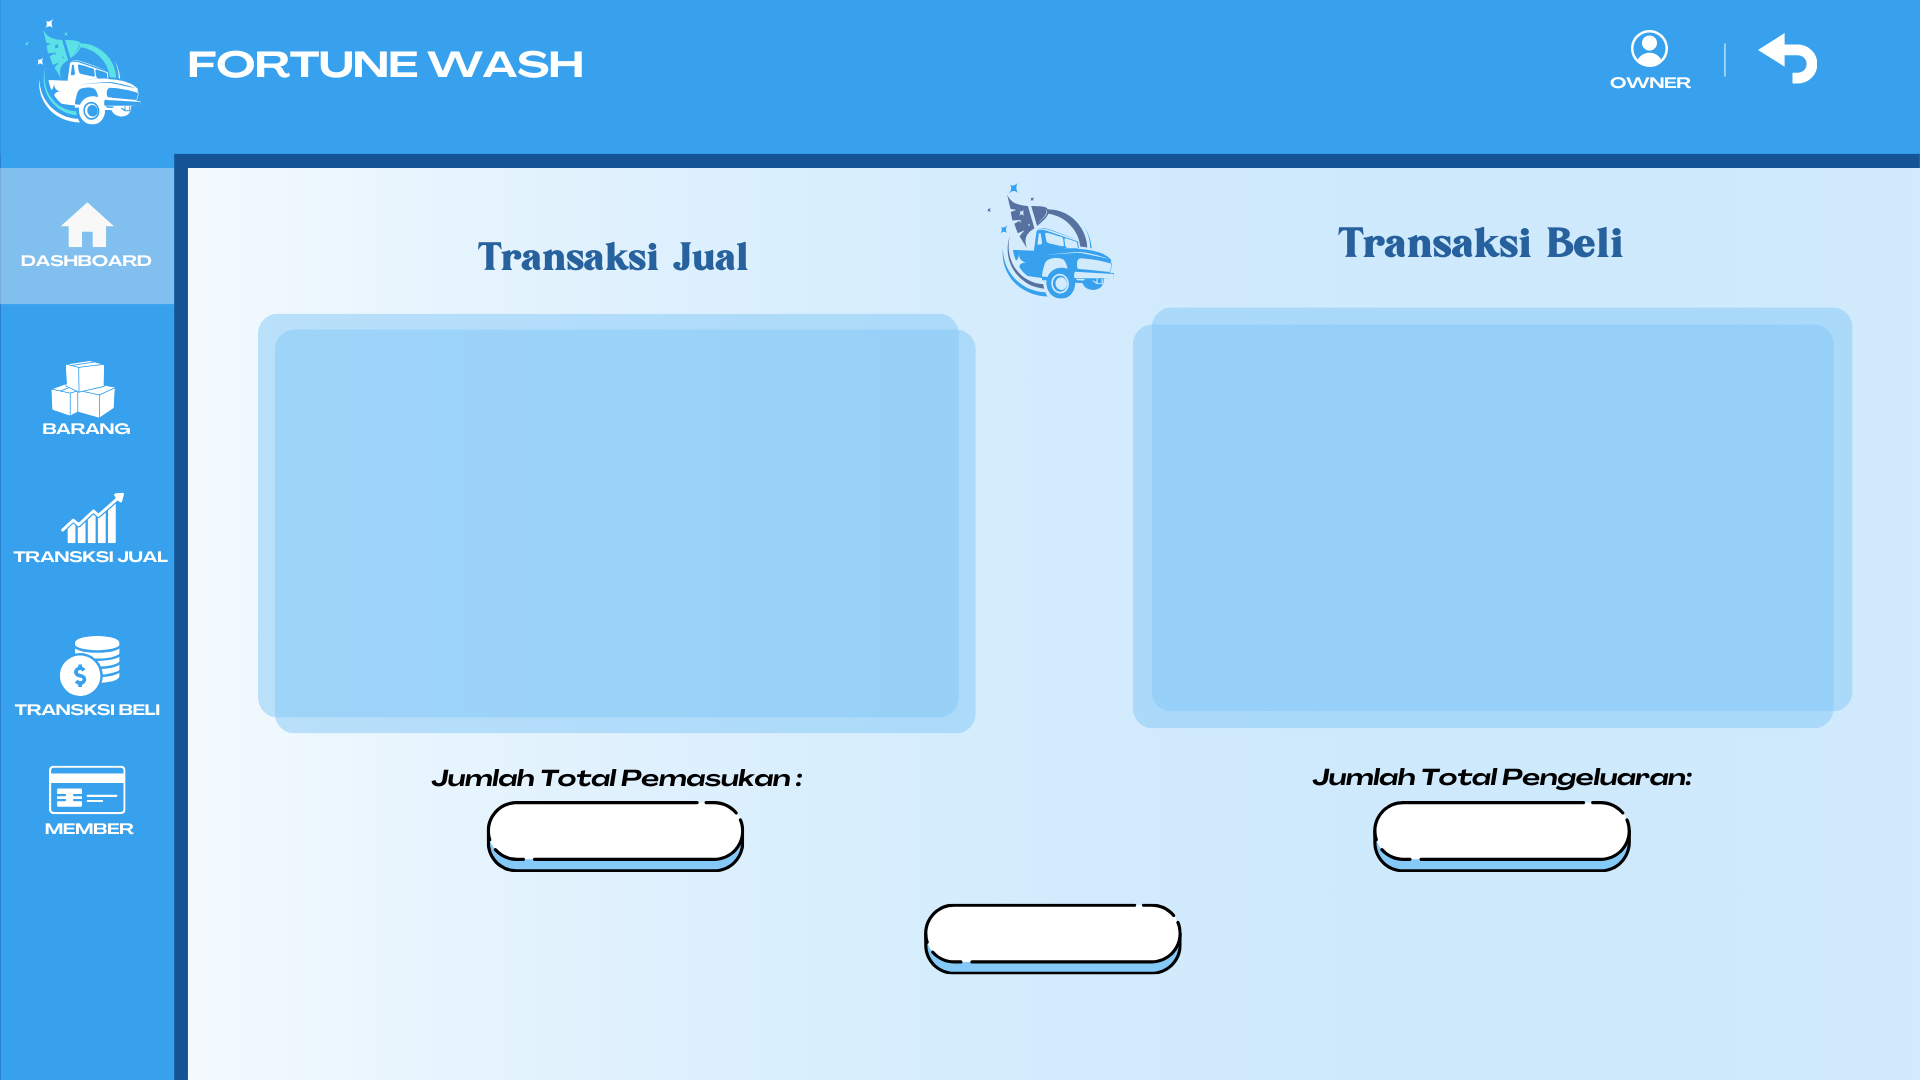 FORTUNE WASH
OWNER
DASHBOARD
BARANG
TRANSKSI JUAL
TRANSKSI BELI
MEMBER
Transaksi Jual
Transaksi Beli
Jumlah Total Pemasukan :
Jumlah Total Pengeluaran: